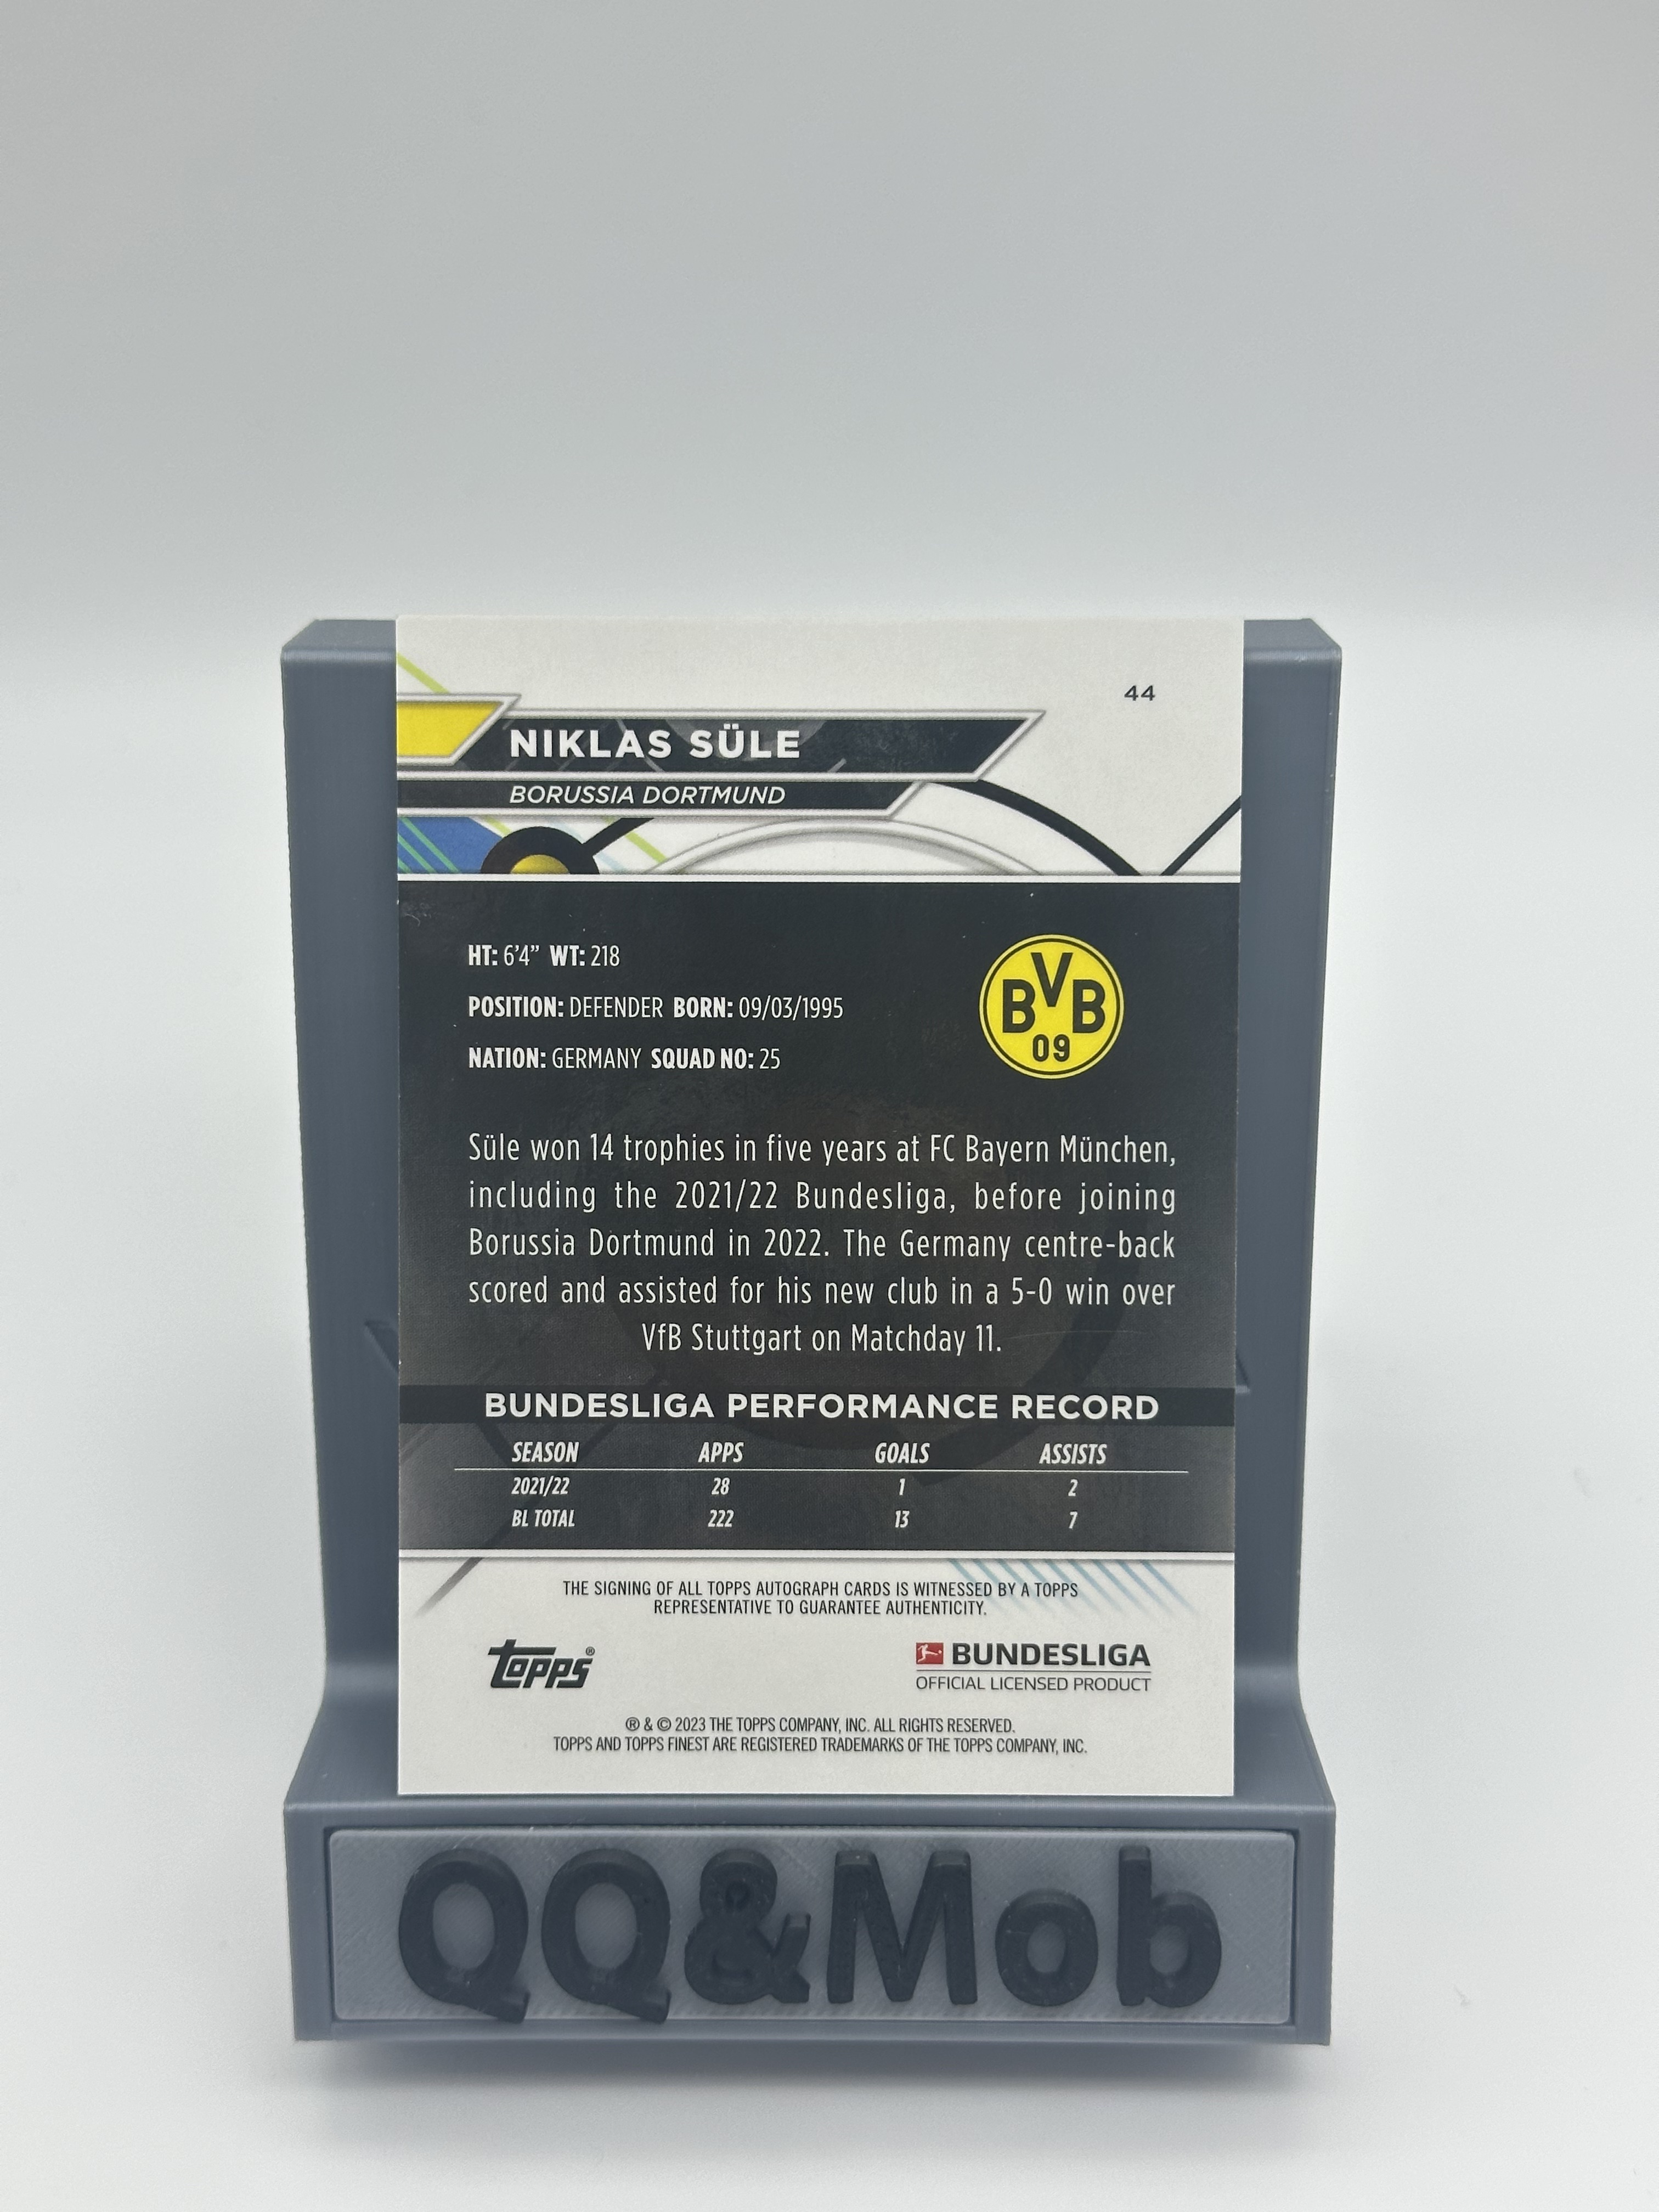 44
NIKLAS SÜLE
BORUSSIA DORTMUND
HT: 6'4” WT: 218
POSITION: DEFENDER BORN: 09/03/1995
NATION: GERMANY SQUAD NO: 25
BVB
09
Süle won 14 trophies in five years at FC Bayern München,
including the 2021/22 Bundesliga, before joining
Borussia Dortmund in 2022. The Germany centre-back
scored and assisted for his new club in a 5-0 win over
VfB Stuttgart on Matchday 11.
BUNDESLIGA PERFORMANCE RECORD
SEASON APPS GOALS ASSISTS
2021/22 28 1 2
BL TOTAL 222 13 7
THE SIGNING OF ALL TOPPS AUTOGRAPH CARDS IS WITNESSED BY A TOPPS
REPRESENTATIVE TO GUARANTEE AUTHENTICITY.
topps®
BUNDESLIGA
OFFICIAL LICENSED PRODUCT
® & © 2023 THE TOPPS COMPANY, INC. ALL RIGHTS RESERVED.
TOPPS AND TOPPS FINEST ARE REGISTERED TRADEMARKS OF THE TOPPS COMPANY, INC.
QQ&Mob